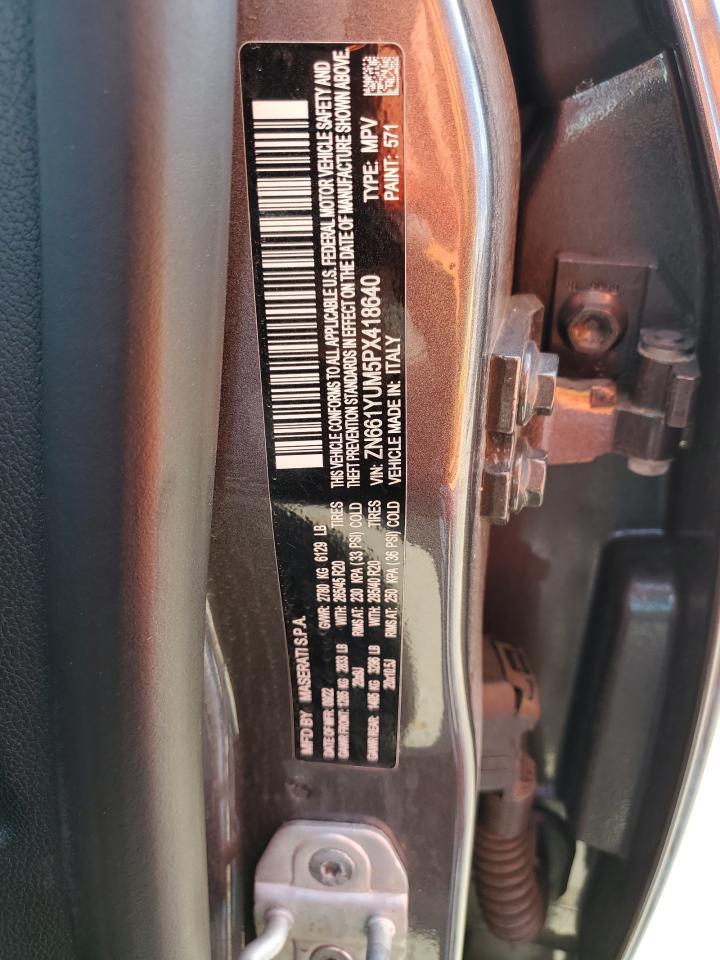 MFD BY MASERATI S.P.A.
DATE OF MFR: 08/22 GVWR: 2780 KG 6129 LB
GAWR FRONT: 1285 KG 2833 LB WITH: 265/45 R20 TIRES
20x9J RIMS AT: 230 KPA ( 33 PSI) COLD
GAWR REAR: 1495 KG 3296 LB WITH: 295/40 R20 TIRES
20x10.5J RIMS AT: 250 KPA ( 36 PSI) COLD
THIS VEHICLE CONFORMS TO ALL APPLICABLE U.S. FEDERAL MOTOR VEHICLE SAFETY AND
THEFT PREVENTION STANDARDS IN EFFECT ON THE DATE OF MANUFACTURE SHOWN ABOVE.
VIN: ZN661YUM5PX418640 TYPE: MPV
VEHICLE MADE IN: ITALY PAINT: 571